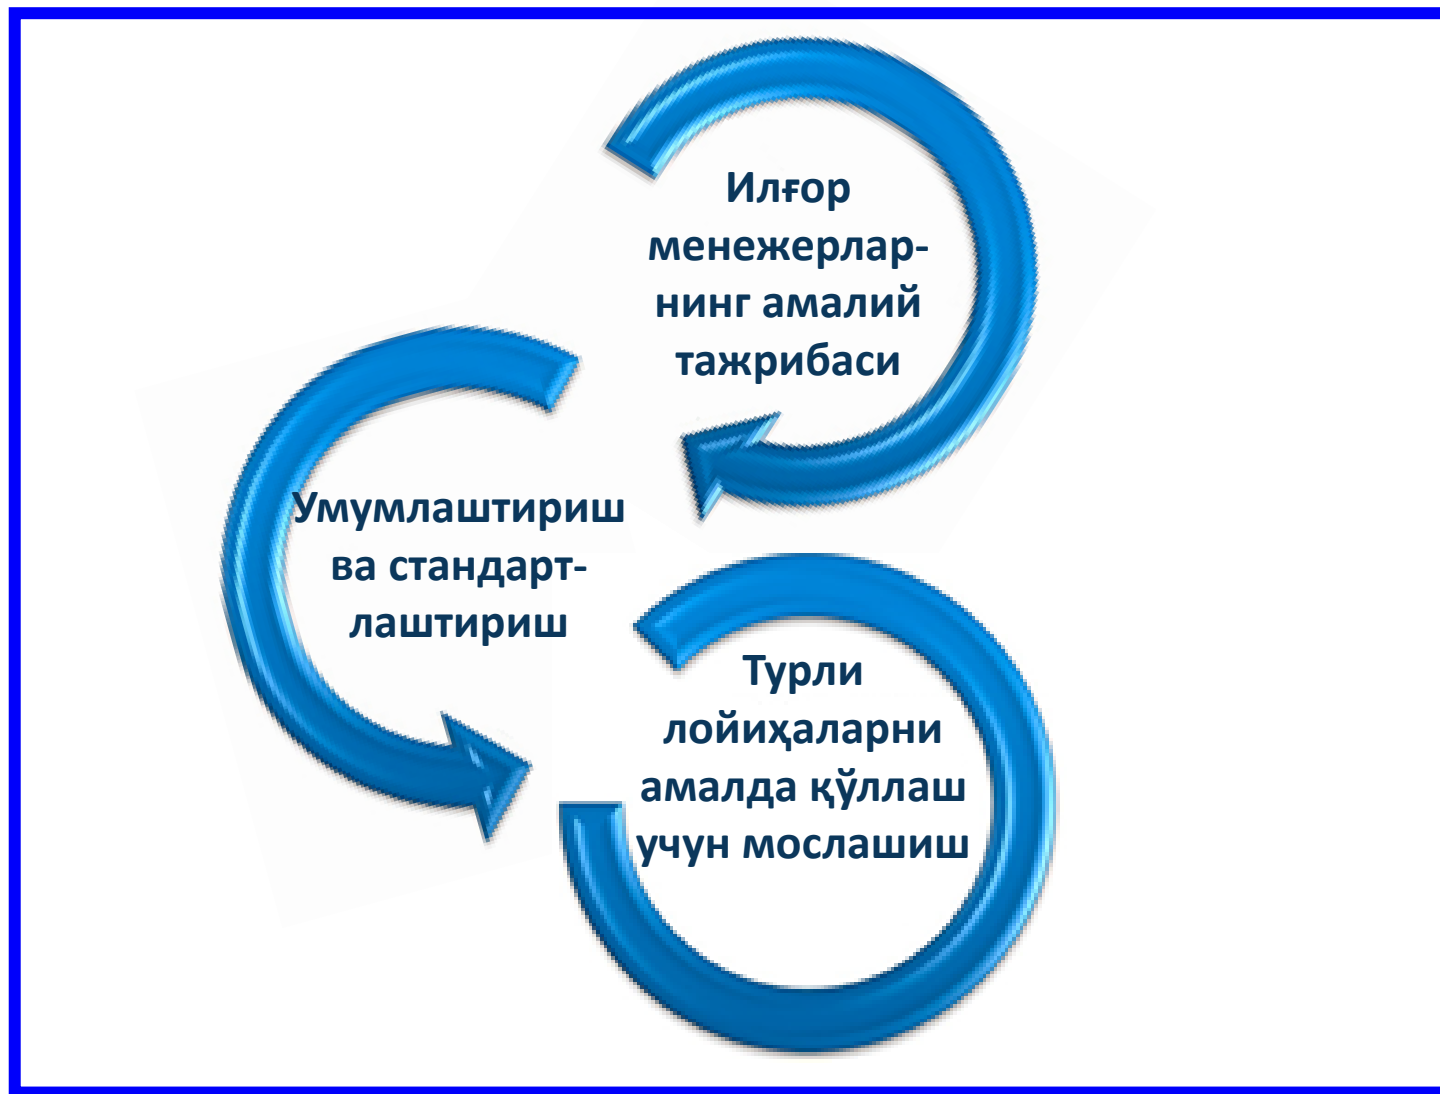 Илғор
менежерлар-
нинг амалий
тажрибаси
Умумлаштириш
ва стандарт-
лаштириш
Турли
лойиҳаларни
амалда қўллаш
учун мослашиш